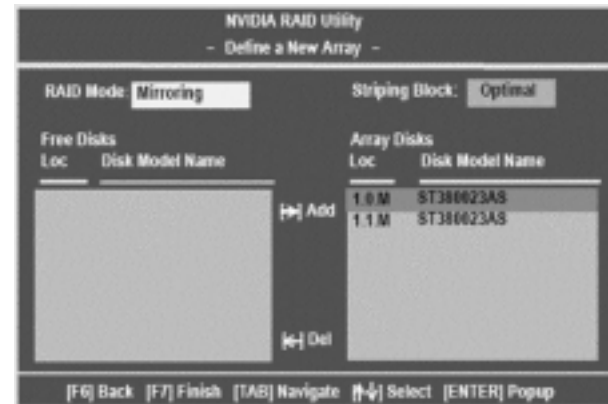 NVIDIA RAID Utility
- Define a New Array -
RAID Mode: Mirroring
Striping Block: Optimal
Free Disks
Loc Disk Model Name
Array Disks
Loc Disk Model Name
1.0.M ST380023AS
1.1.M ST380023AS
[→] Add
[←] Del
[F6] Back [F7] Finish [TAB] Navigate [↑↓] Select [ENTER] Popup